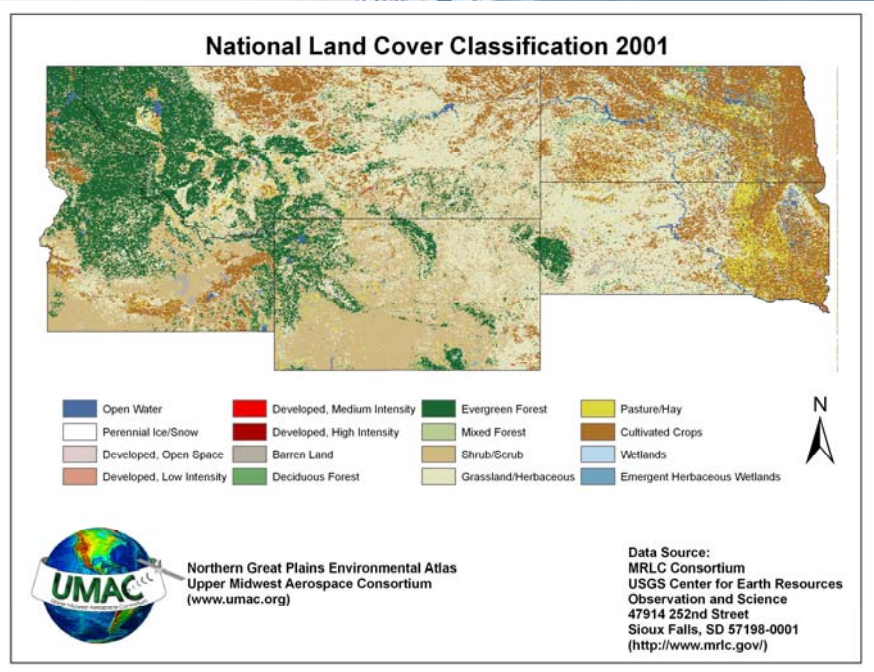 National Land Cover Classification 2001
Open Water
Perennial Ice/Snow
Developed, Open Space
Developed, Low Intensity
Developed, Medium Intensity
Developed, High Intensity
Barren Land
Deciduous Forest
Evergreen Forest
Mixed Forest
Shrub/Scrub
Grassland/Herbaceous
Pasture/Hay
Cultivated Crops
Wetlands
Emergent Herbaceous Wetlands
N
UMAC
Upper Midwest Aerospace Consortium
Northern Great Plains Environmental Atlas
Upper Midwest Aerospace Consortium
(www.umac.org)
Data Source:
MRLC Consortium
USGS Center for Earth Resources
Observation and Science
47914 252nd Street
Sioux Falls, SD 57198-0001
(http://www.mrlc.gov/)